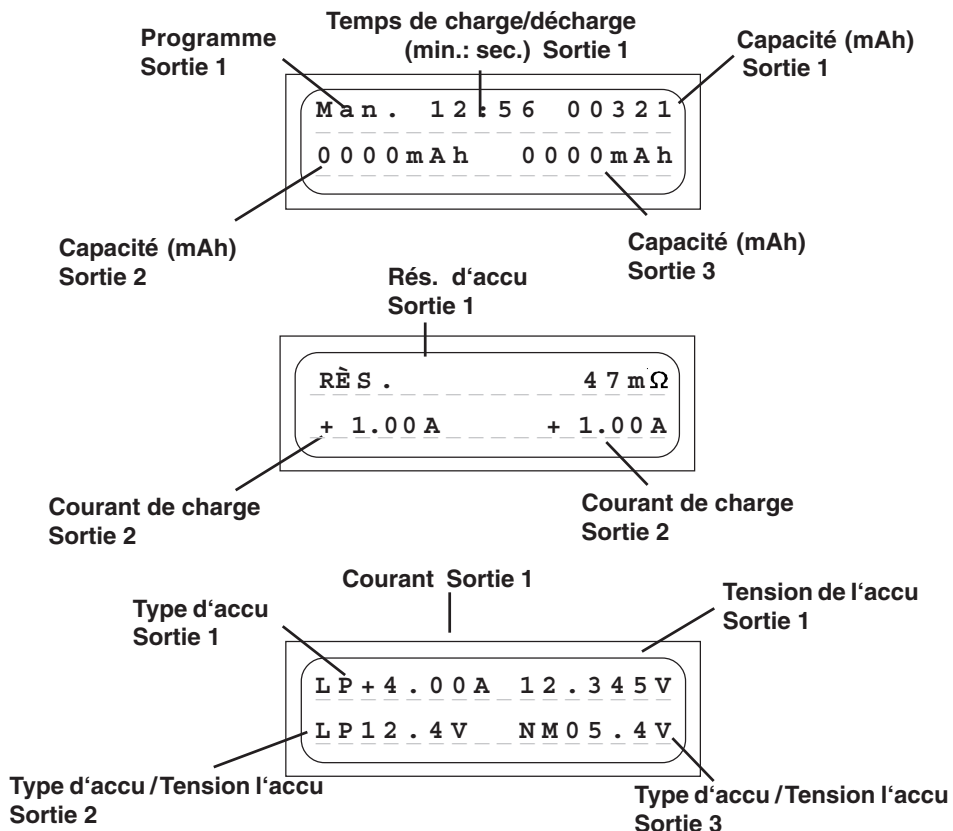 Temps de charge/décharge
(min.: sec.) Sortie 1
Programme
Sortie 1
Capacité (mAh)
Sortie 1
Man. 12:56 00321
0000mAh 0000mAh
Capacité (mAh)
Sortie 2
Capacité (mAh)
Sortie 3
Rés. d‘accu
Sortie 1
RÈS. 47mΩ
+ 1.00A + 1.00A
Courant de charge
Sortie 2
Courant de charge
Sortie 2
Courant Sortie 1
Type d‘accu
Sortie 1
Tension de l‘accu
Sortie 1
LP+4.00A 12.345V
LP12.4V NM05.4V
Type d‘accu/Tension l‘accu
Sortie 2
Type d‘accu/Tension l‘accu
Sortie 3